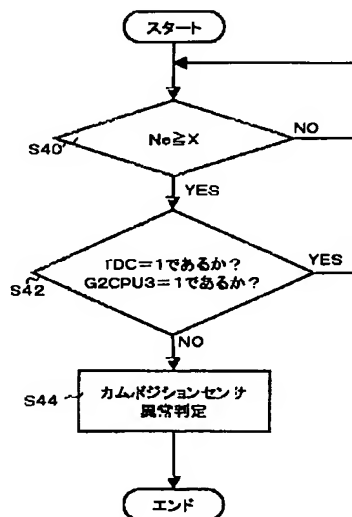 スタート
Ne≧X
NO
S40
YES
TDC=1であるか?
G2CPU3=1であるか?
YES
S42
NO
カムポジションセンサ
異常判定
S44
エンド